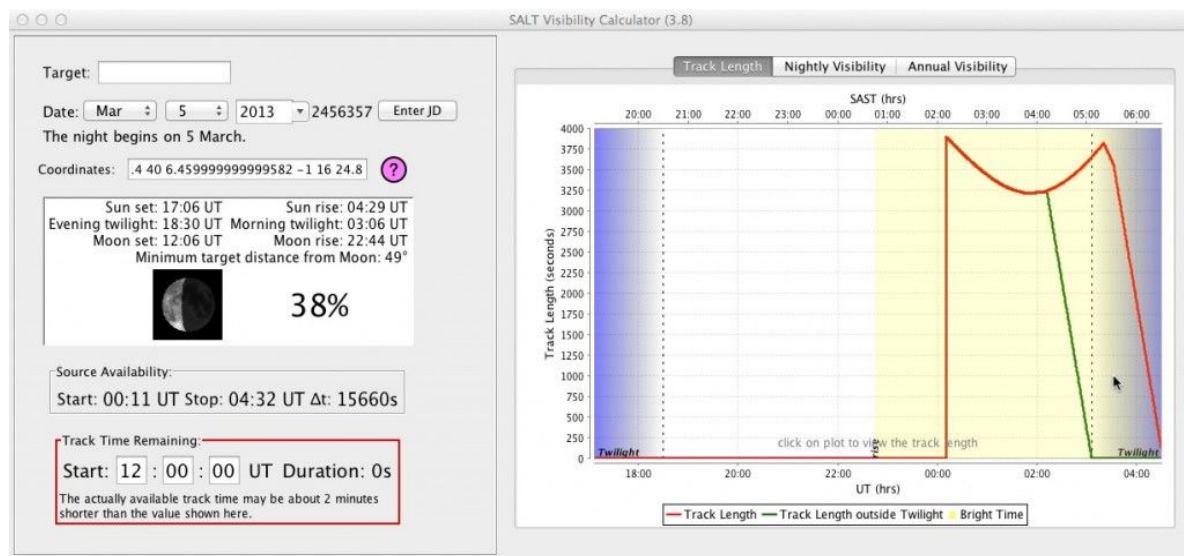 SALT Visibility Calculator (3.8)
Target:
Date: Mar 5 2013 2456357 Enter JD
The night begins on 5 March.
Coordinates: .4 40 6.459999999999582 -1 16 24.8 ?
Sun set: 17:06 UT Sun rise: 04:29 UT
Evening twilight: 18:30 UT Morning twilight: 03:06 UT
Moon set: 12:06 UT Moon rise: 22:44 UT
Minimum target distance from Moon: 49°
38%
Source Availability:
Start: 00:11 UT Stop: 04:32 UT Δt: 15660s
Track Time Remaining:
Start: 12 : 00 : 00 UT Duration: 0s
The actually available track time may be about 2 minutes
shorter than the value shown here.
Track Length Nightly Visibility Annual Visibility
SAST (hrs)
20:00 21:00 22:00 23:00 00:00 01:00 02:00 03:00 04:00 05:00 06:00
Track Length (seconds)
4000
3750
3500
3250
3000
2750
2500
2250
2000
1750
1500
1250
1000
750
500
250
0
click on plot to view the track length
Twilight rise Twilight
18:00 20:00 22:00 00:00 02:00 04:00
UT (hrs)
Track Length Track Length outside Twilight Bright Time